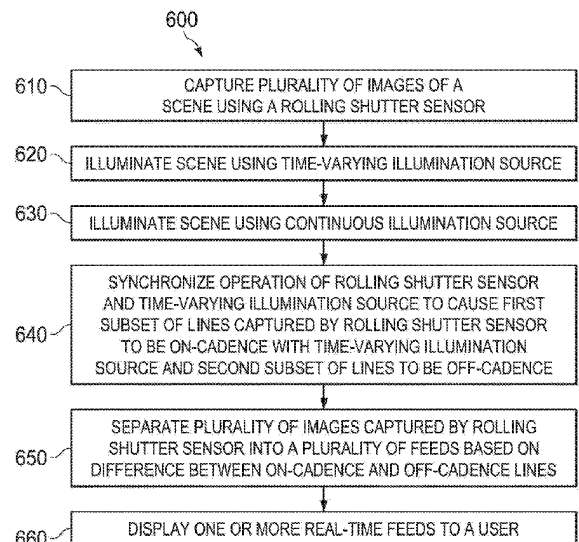 600
610
CAPTURE PLURALITY OF IMAGES OF A
SCENE USING A ROLLING SHUTTER SENSOR
620
ILLUMINATE SCENE USING TIME-VARYING ILLUMINATION SOURCE
630
ILLUMINATE SCENE USING CONTINUOUS ILLUMINATION SOURCE
640
SYNCHRONIZE OPERATION OF ROLLING SHUTTER SENSOR
AND TIME-VARYING ILLUMINATION SOURCE TO CAUSE FIRST
SUBSET OF LINES CAPTURED BY ROLLING SHUTTER SENSOR
TO BE ON-CADENCE WITH TIME-VARYING ILLUMINATION
SOURCE AND SECOND SUBSET OF LINES TO BE OFF-CADENCE
650
SEPARATE PLURALITY OF IMAGES CAPTURED BY ROLLING
SHUTTER SENSOR INTO A PLURALITY OF FEEDS BASED ON
DIFFERENCE BETWEEN ON-CADENCE AND OFF-CADENCE LINES
660
DISPLAY ONE OR MORE REAL-TIME FEEDS TO A USER